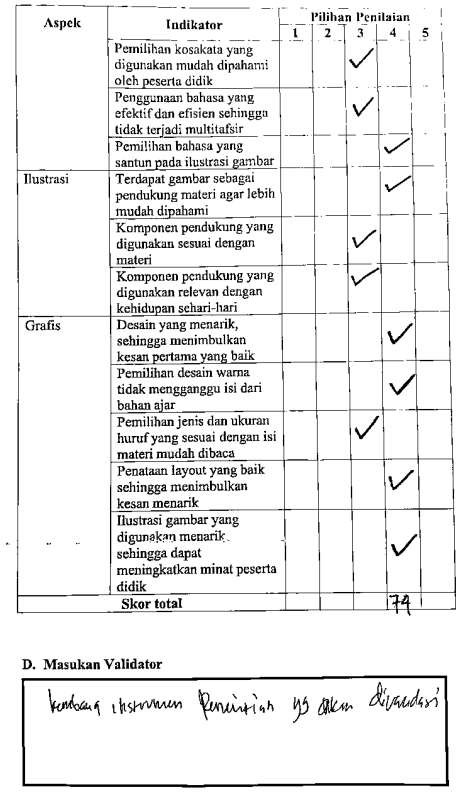 Aspek Indikator Pilihan Penilaian
1 2 3 4 5
Pemilihan kosakata yang
digunakan mudah dipahami
oleh peserta didik
Penggunaan bahasa yang
efektif dan efisien sehingga
tidak terjadi multitafsir
Pemilihan bahasa yang
santun pada ilustrasi gambar
Ilustrasi Terdapat gambar sebagai
pendukung materi agar lebih
mudah dipahami
Komponen pendukung yang
digunakan sesuai dengan
materi
Komponen pendukung yang
digunakan relevan dengan
kehidupan sehari-hari
Grafis Desain yang menarik,
sehingga menimbulkan
kesan pertama yang baik
Pemilihan desain warna
tidak mengganggu isi dari
bahan ajar
Pemilihan jenis dan ukuran
huruf yang sesuai dengan isi
materi mudah dibaca
Penataan layout yang baik
sehingga menimbulkan
kesan menarik
Ilustrasi gambar yang
digunakan menarik
sehingga dapat
meningkatkan minat peserta
didik
Skor total 74
D. Masukan Validator
instrumen Penelitian yg akan divalidasi